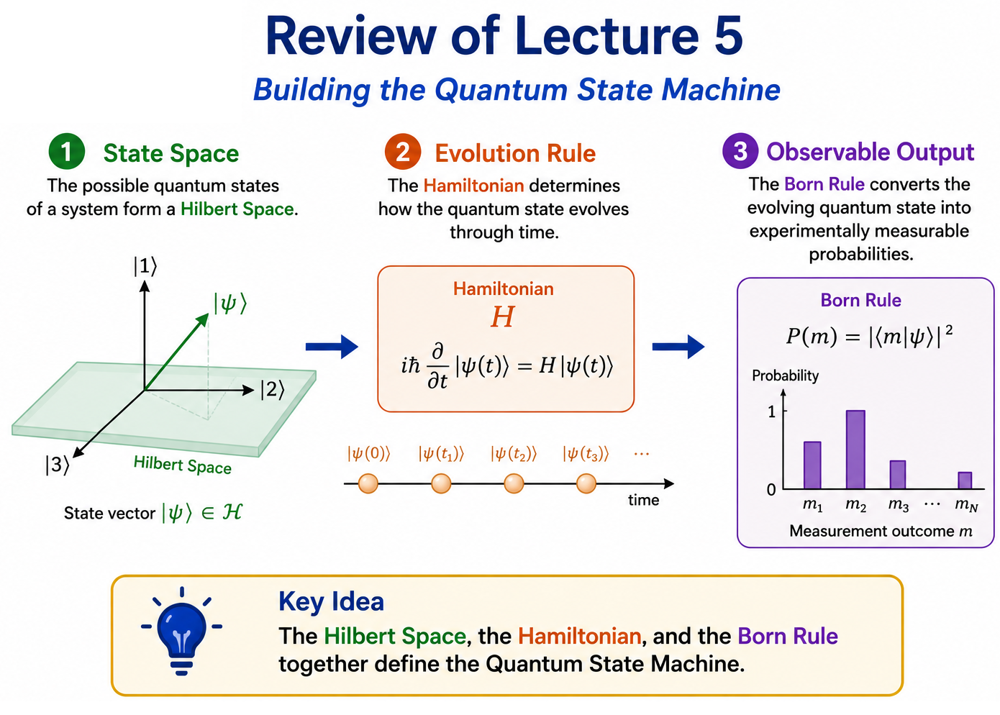 Review of Lecture 5
Building the Quantum State Machine
1 State Space
The possible quantum states
of a system form a Hilbert Space.
|1⟩
|ψ⟩
|2⟩
|3⟩
Hilbert Space
State vector |ψ⟩ ∈ ℋ
2 Evolution Rule
The Hamiltonian determines
how the quantum state evolves
through time.
Hamiltonian
H
iħ ∂/∂t |ψ(t)⟩ = H|ψ(t)⟩
|ψ(0)⟩ |ψ(t₁)⟩ |ψ(t₂)⟩ |ψ(t₃)⟩ ⋯
time
3 Observable Output
The Born Rule converts the
evolving quantum state into
experimentally measurable
probabilities.
Born Rule
P(m) = |⟨m|ψ⟩|²
Probability
1
0
m₁ m₂ m₃ ⋯ m_N
Measurement outcome m
Key Idea
The Hilbert Space, the Hamiltonian, and the Born Rule
together define the Quantum State Machine.